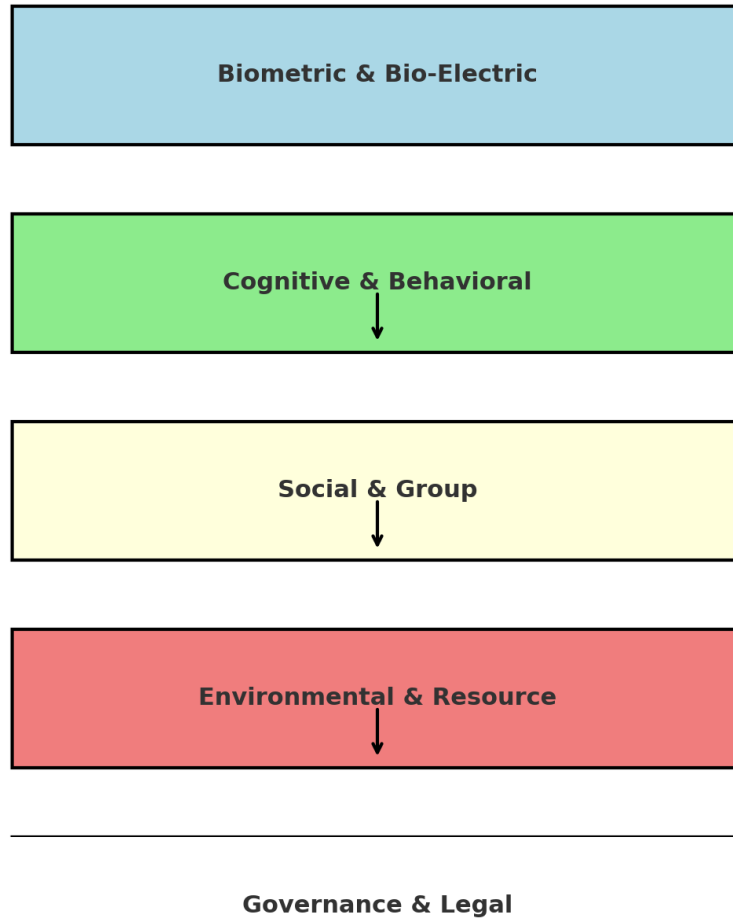 Biometric & Bio-Electric
Cognitive & Behavioral
Social & Group
Environmental & Resource
Governance & Legal